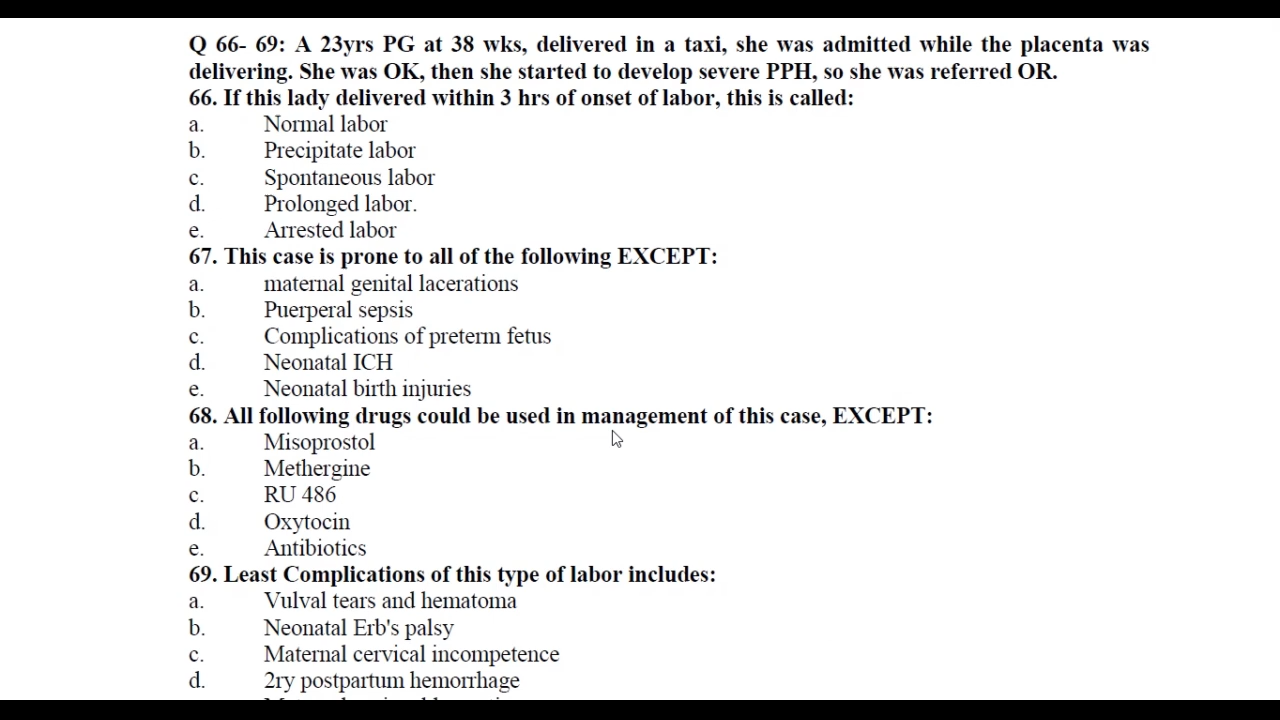 Q 66- 69: A 23yrs PG at 38 wks, delivered in a taxi, she was admitted while the placenta was
delivering. She was OK, then she started to develop severe PPH, so she was referred OR.
66. If this lady delivered within 3 hrs of onset of labor, this is called:
a. Normal labor
b. Precipitate labor
c. Spontaneous labor
d. Prolonged labor.
e. Arrested labor
67. This case is prone to all of the following EXCEPT:
a. maternal genital lacerations
b. Puerperal sepsis
c. Complications of preterm fetus
d. Neonatal ICH
e. Neonatal birth injuries
68. All following drugs could be used in management of this case, EXCEPT:
a. Misoprostol
b. Methergine
c. RU 486
d. Oxytocin
e. Antibiotics
69. Least Complications of this type of labor includes:
a. Vulval tears and hematoma
b. Neonatal Erb's palsy
c. Maternal cervical incompetence
d. 2ry postpartum hemorrhage